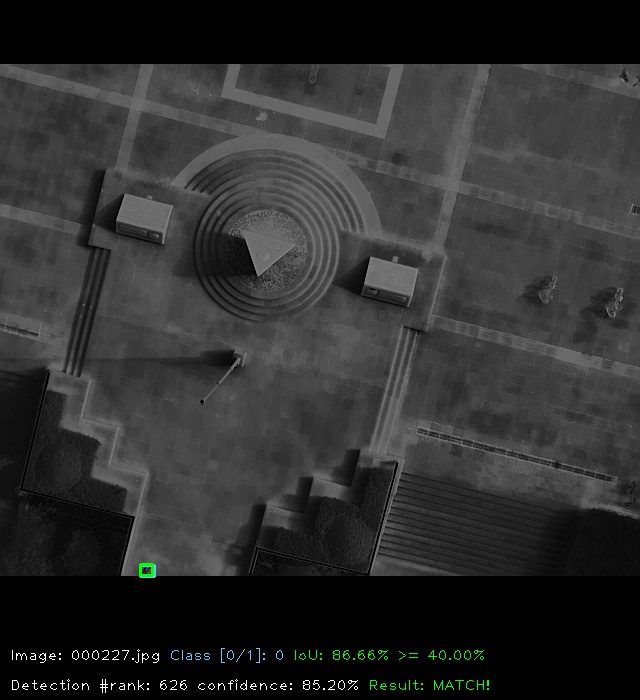 Image: 000227.jpg Class [0/1]: 0 IoU: 86.66% >= 40.00%
Detection #rank: 626 confidence: 85.20% Result: MATCH!